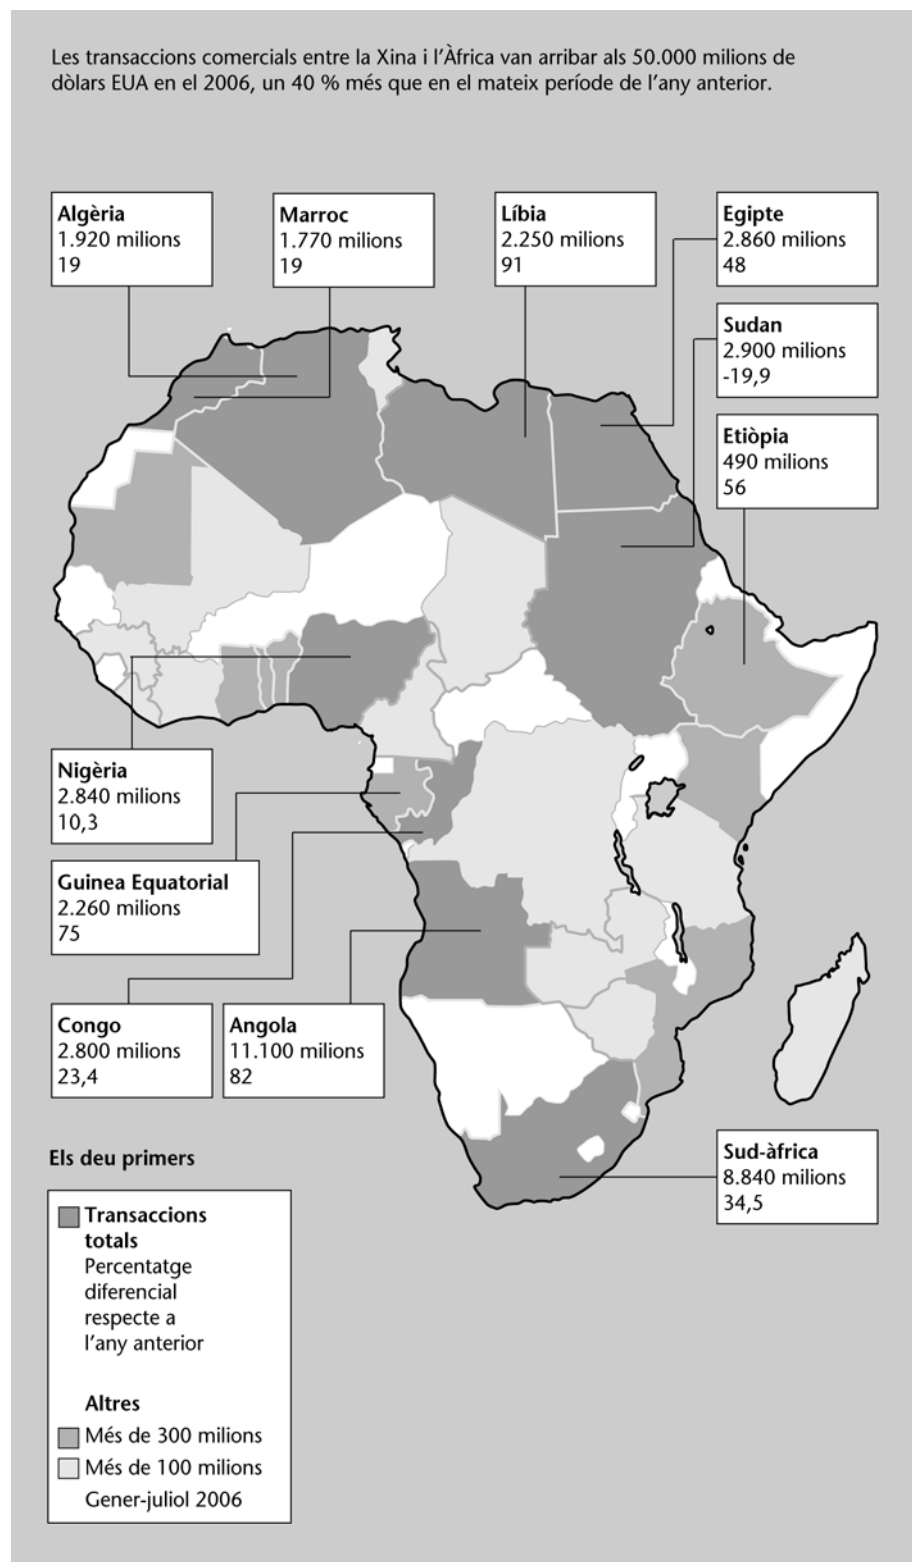 Les transaccions comercials entre la Xina i l'Àfrica van arribar als 50.000 milions de
dòlars EUA en el 2006, un 40 % més que en el mateix període de l'any anterior.
Algèria
1.920 milions
19
Marroc
1.770 milions
19
Líbia
2.250 milions
91
Egipte
2.860 milions
48
Sudan
2.900 milions
-19,9
Etiòpia
490 milions
56
Nigèria
2.840 milions
10,3
Guinea Equatorial
2.260 milions
75
Congo
2.800 milions
23,4
Angola
11.100 milions
82
Sud-àfrica
8.840 milions
34,5
Els deu primers
Transaccions
totals
Percentatge
diferencial
respecte a
l'any anterior
Altres
Més de 300 milions
Més de 100 milions
Gener-juliol 2006